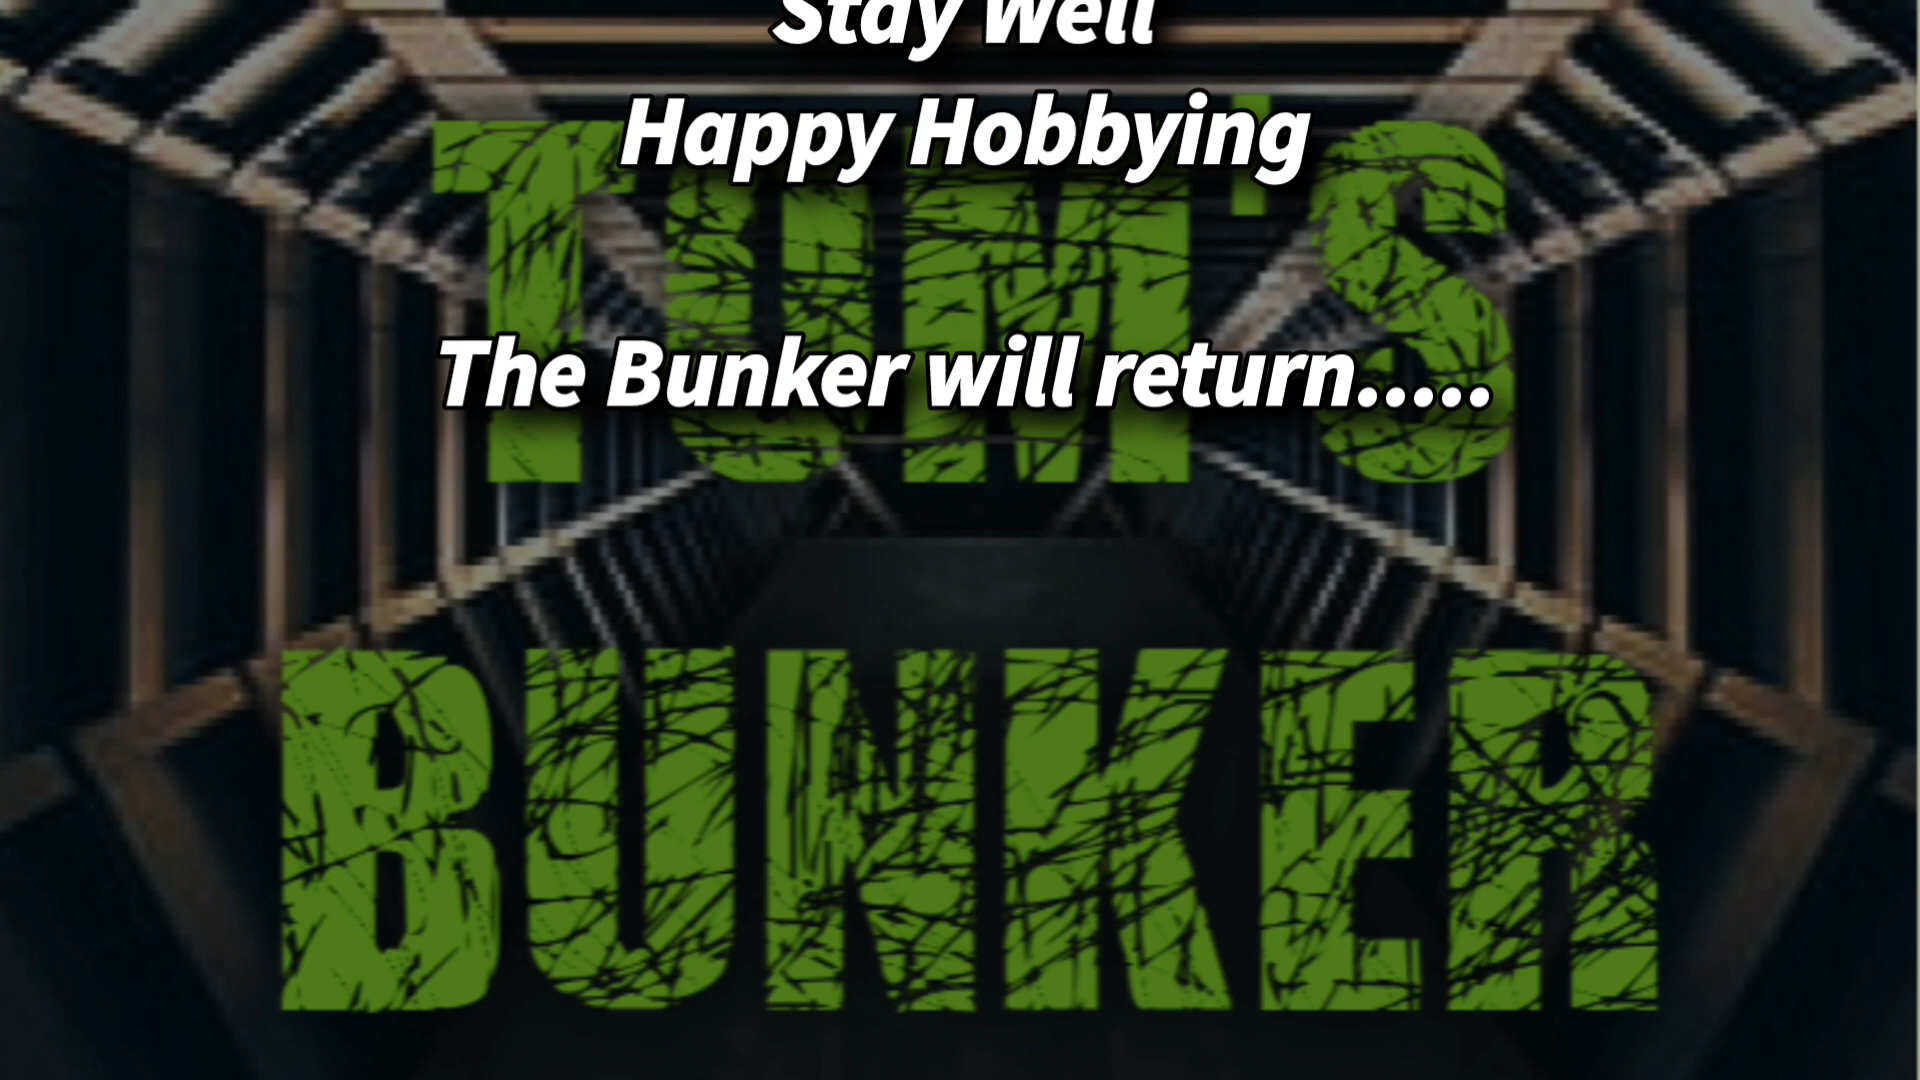 Stay Well
Happy Hobbying
TOM'S
The Bunker will return.....
BUNKER